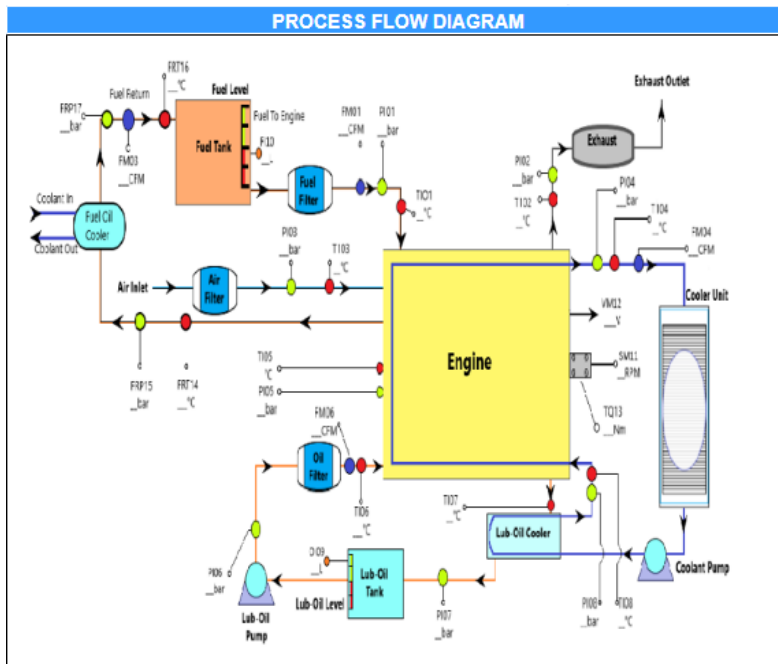 PROCESS FLOW DIAGRAM
FRT16
__°C
Fuel Level
Exhaust Outlet
FRP17
__bar
Fuel Return
Fuel To Engine
FM01
__CFM
PI01
__bar
Exhaust
Fuel Tank
__L
FM03
__CFM
PI02
__bar
TI02
__°C
PI04
__bar
TI04
__°C
Coolant In
Fuel Oil
Cooler
Coolant Out
Fuel
Filter
TIO1
__°C
FM04
__CFM
PI03
__bar
TI03
__°C
Air Inlet
Air
Filter
Cooler Unit
VM12
__V
Engine
TI05
°C
PI05
__bar
SM11
__RPM
FRP15
__bar
FRT14
__°C
TQ13
__Nm
FM06
__CFM
Oil
Filter
TI06
__°C
TI07
__°C
Lub-Oil Cooler
Coolant Pump
PI06
__bar
__L
Lub-Oil
Tank
Lub-Oil Level
Lub-Oil
Pump
PI07
__bar
PI08
__bar
TI08
__°C